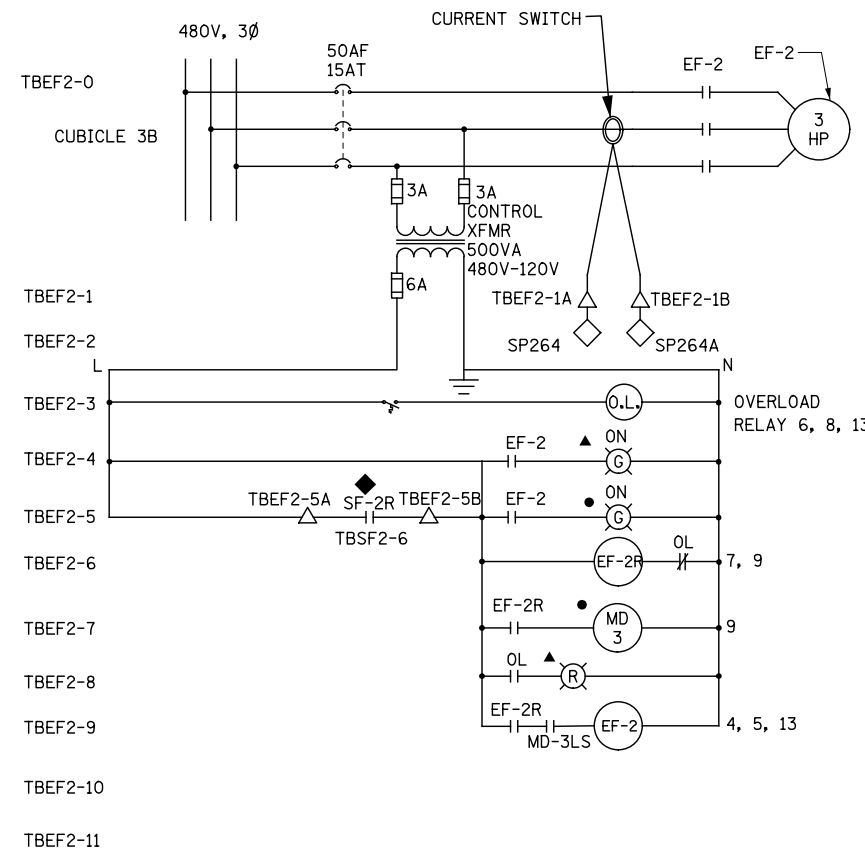 480V, 3Ø
CURRENT SWITCH
50AF
15AT
EF-2
EF-2
TBEF2-0
3
HP
CUBICLE 3B
3A
3A
CONTROL
XFMR
500VA
480V-120V
6A
TBEF2-1
TBEF2-1A
TBEF2-1B
TBEF2-2
SP264
SP264A
L
N
TBEF2-3
O.L.
OVERLOAD
RELAY 6, 8, 13
TBEF2-4
EF-2
ON
G
TBEF2-5
TBEF2-5A
SF-2R
TBEF2-5B
EF-2
ON
G
TBSF2-6
TBEF2-6
EF-2R
OL
7, 9
TBEF2-7
EF-2R
MD
3
9
TBEF2-8
OL
R
TBEF2-9
EF-2R
MD-3LS
EF-2
4, 5, 13
TBEF2-10
TBEF2-11